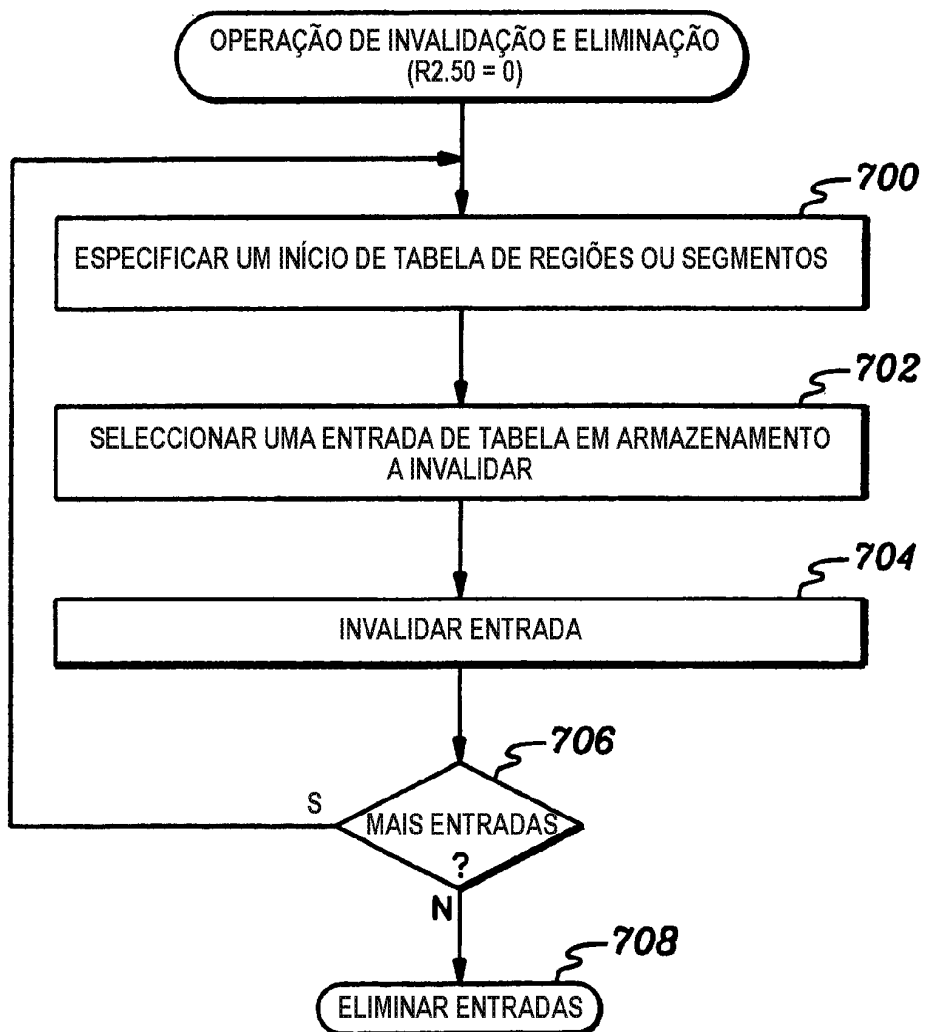 OPERAÇÃO DE INVALIDAÇÃO E ELIMINAÇÃO
(R2.50 = 0)
700
ESPECIFICAR UM INÍCIO DE TABELA DE REGIÕES OU SEGMENTOS
702
SELECCIONAR UMA ENTRADA DE TABELA EM ARMAZENAMENTO
A INVALIDAR
704
INVALIDAR ENTRADA
706
S
MAIS ENTRADAS
?
N
708
ELIMINAR ENTRADAS